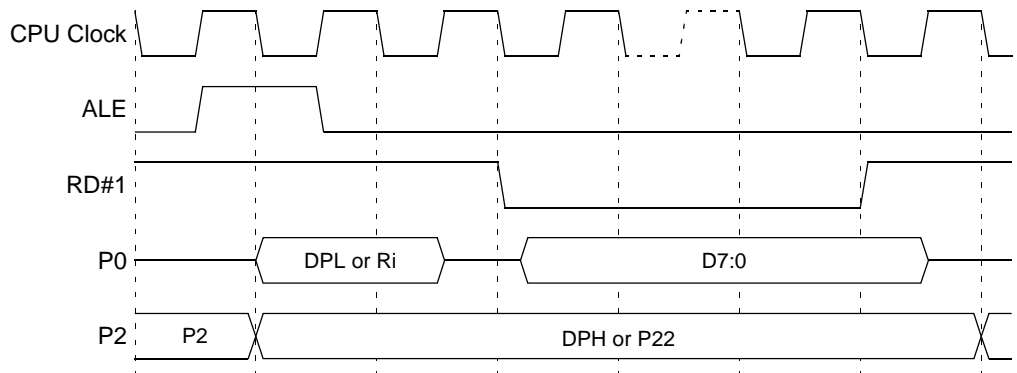 CPU Clock
ALE
RD#1
P0 DPL or Ri D7:0
P2 P2 DPH or P22